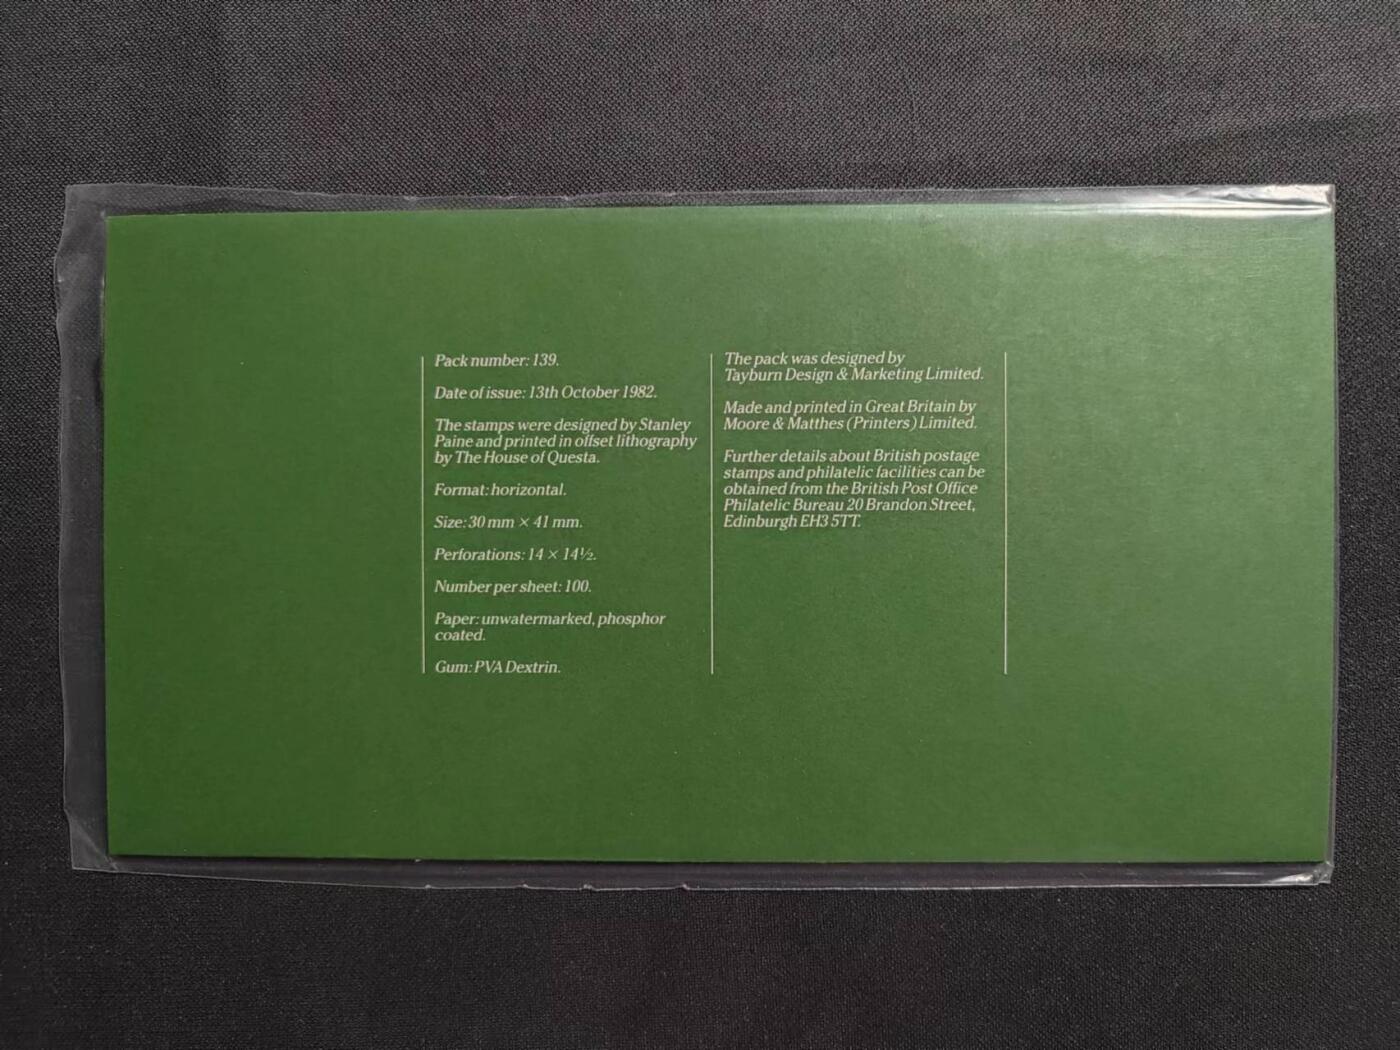 Pack number: 139.
Date of issue: 13th October 1982.
The stamps were designed by Stanley
Paine and printed in offset lithography
by The House of Questa.
Format: horizontal.
Size: 30 mm × 41 mm.
Perforations: 14 × 14½.
Number per sheet: 100.
Paper: unwatermarked, phosphor
coated.
Gum: PVA Dextrin.
The pack was designed by
Tayburn Design & Marketing Limited.
Made and printed in Great Britain by
Moore & Matthes (Printers) Limited.
Further details about British postage
stamps and philatelic facilities can be
obtained from the British Post Office
Philatelic Bureau 20 Brandon Street,
Edinburgh EH3 5TT.